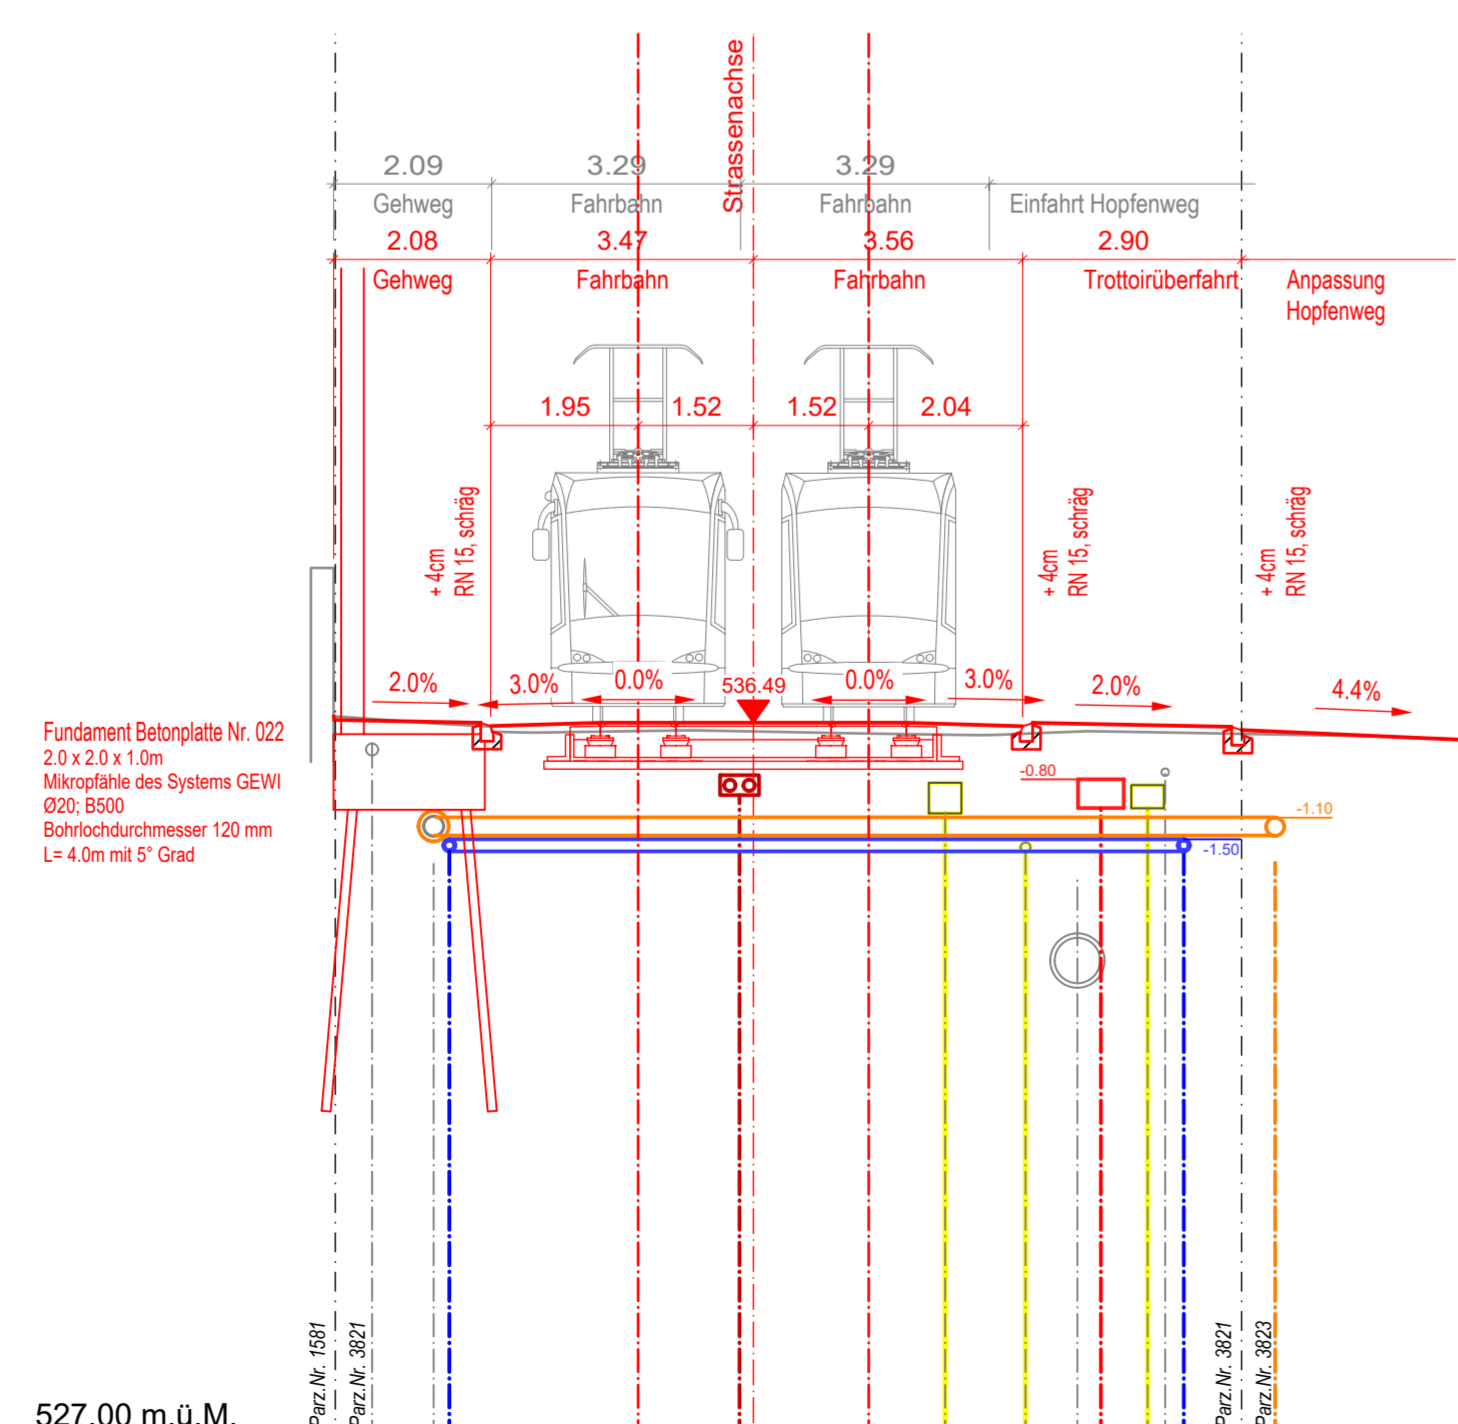 Strassenachse
2.09
3.29
3.29
Gehweg
Fahrbahn
Fahrbahn
Einfahrt Hopfenweg
2.08
3.47
3.56
2.90
Gehweg
Fahrbahn
Fahrbahn
Trottoirüberfahrt
Anpassung
Hopfenweg
1.95
1.52
1.52
2.04
+ 4cm
RN 15, schräg
+ 4cm
RN 15, schräg
+ 4cm
RN 15, schräg
2.0%
3.0%
0.0%
536.49
0.0%
3.0%
2.0%
4.4%
Fundament Betonplatte Nr. 022
2.0 x 2.0 x 1.0m
Mikropfähle des Systems GEWI
Ø20; B500
Bohrlochdurchmesser 120 mm
L= 4.0m mit 5° Grad
-0.80
-1.10
-1.50
Parz.Nr. 1581
Parz.Nr. 3821
Parz.Nr. 3821
Parz.Nr. 3823
527.00 m.ü.M.